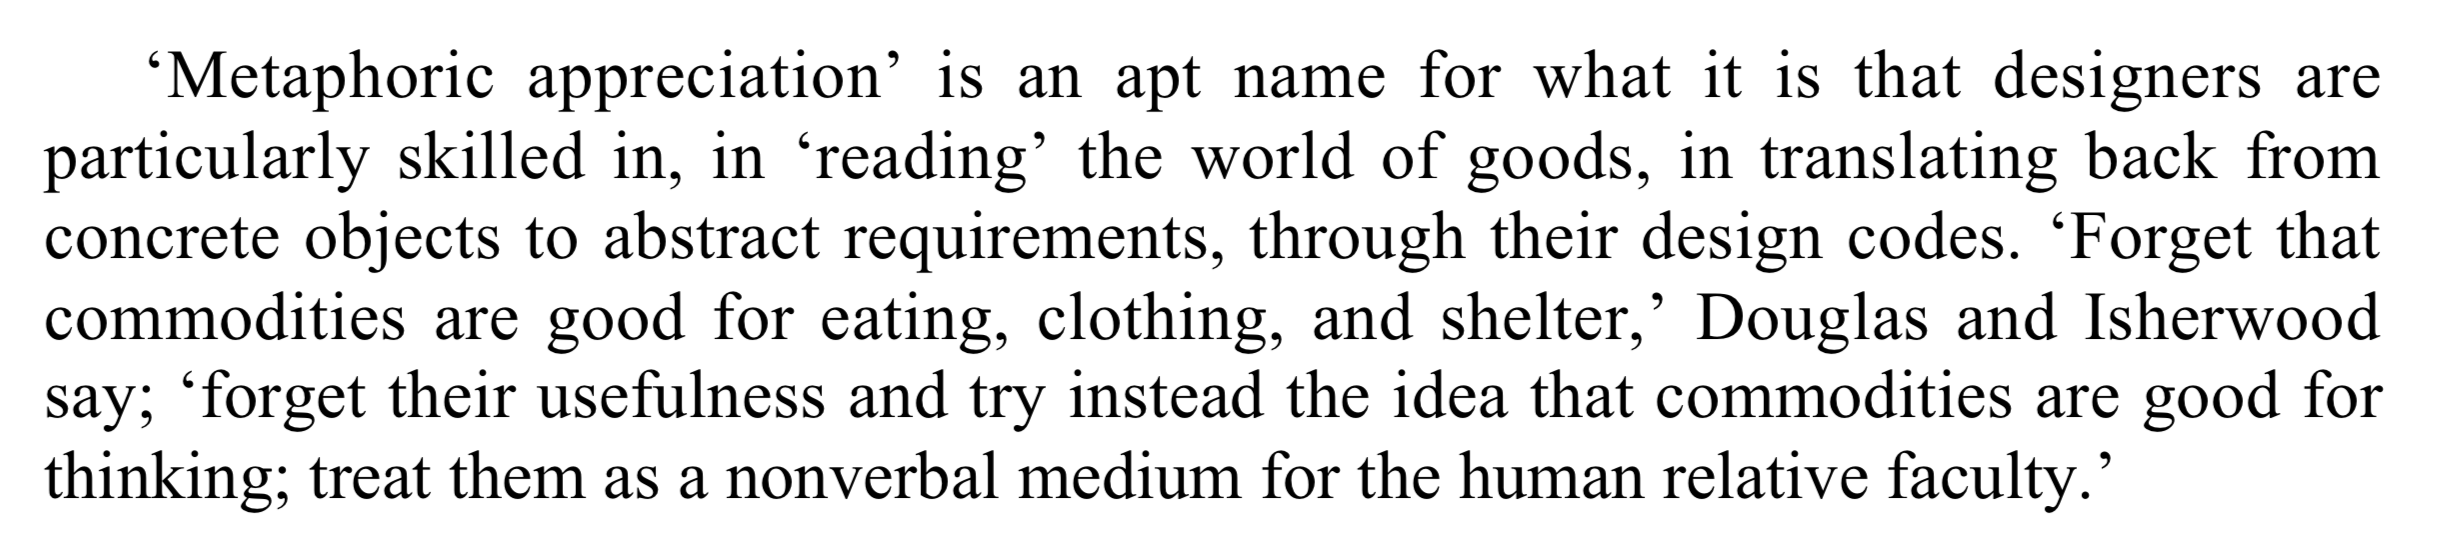 ‘Metaphoric appreciation’ is an apt name for what it is that designers are
particularly skilled in, in ‘reading’ the world of goods, in translating back from
concrete objects to abstract requirements, through their design codes. ‘Forget that
commodities are good for eating, clothing, and shelter,’ Douglas and Isherwood
say; ‘forget their usefulness and try instead the idea that commodities are good for
thinking; treat them as a nonverbal medium for the human relative faculty.’